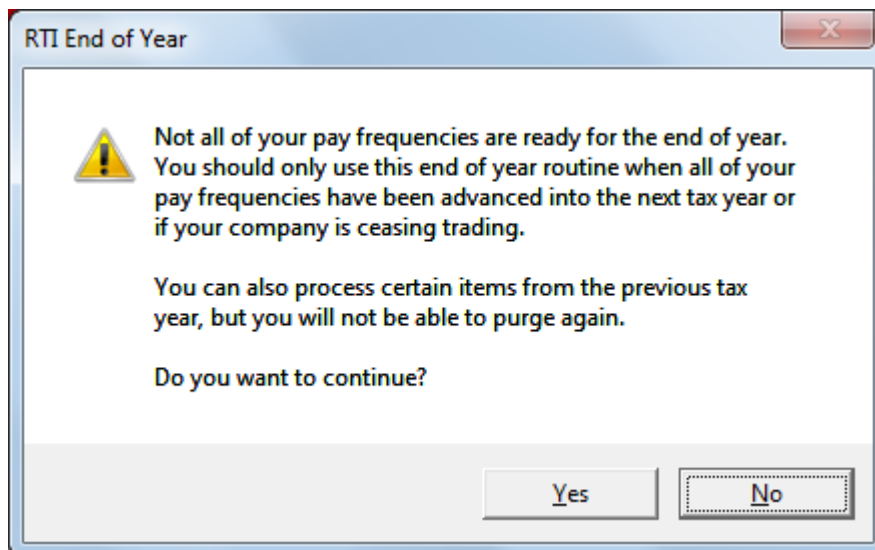 RTI End of Year
Not all of your pay frequencies are ready for the end of year.
You should only use this end of year routine when all of your
pay frequencies have been advanced into the next tax year or
if your company is ceasing trading.
You can also process certain items from the previous tax
year, but you will not be able to purge again.
Do you want to continue?
Yes
No